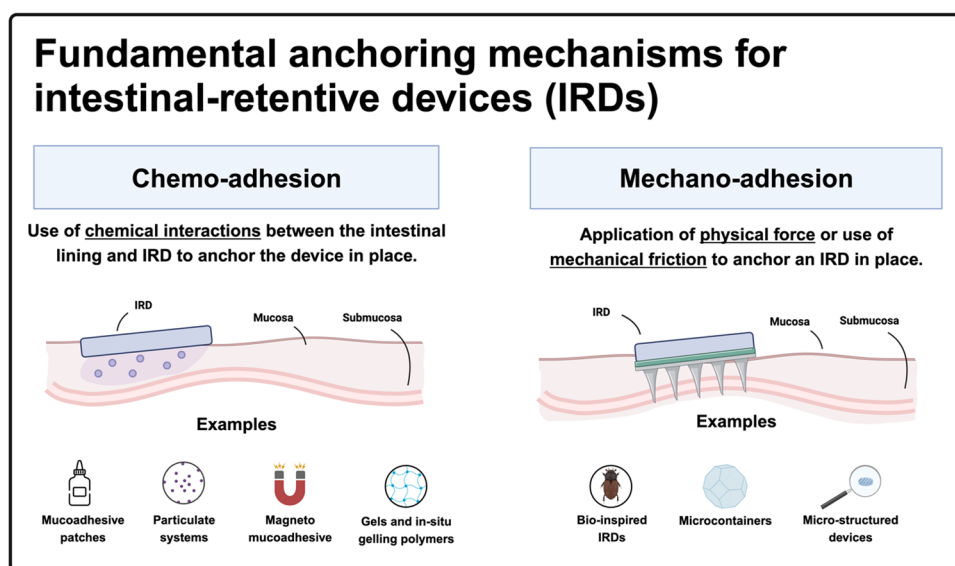 Fundamental anchoring mechanisms for
intestinal-retentive devices (IRDs)
Chemo-adhesion
Use of chemical interactions between the intestinal
lining and IRD to anchor the device in place.
IRD
Mucosa
Submucosa
Examples
Mucoadhesive
patches
Particulate
systems
Magneto
mucoadhesive
Gels and in-situ
gelling polymers
Mechano-adhesion
Application of physical force or use of
mechanical friction to anchor an IRD in place.
IRD
Mucosa
Submucosa
Examples
Bio-inspired
IRDs
Microcontainers
Micro-structured
devices